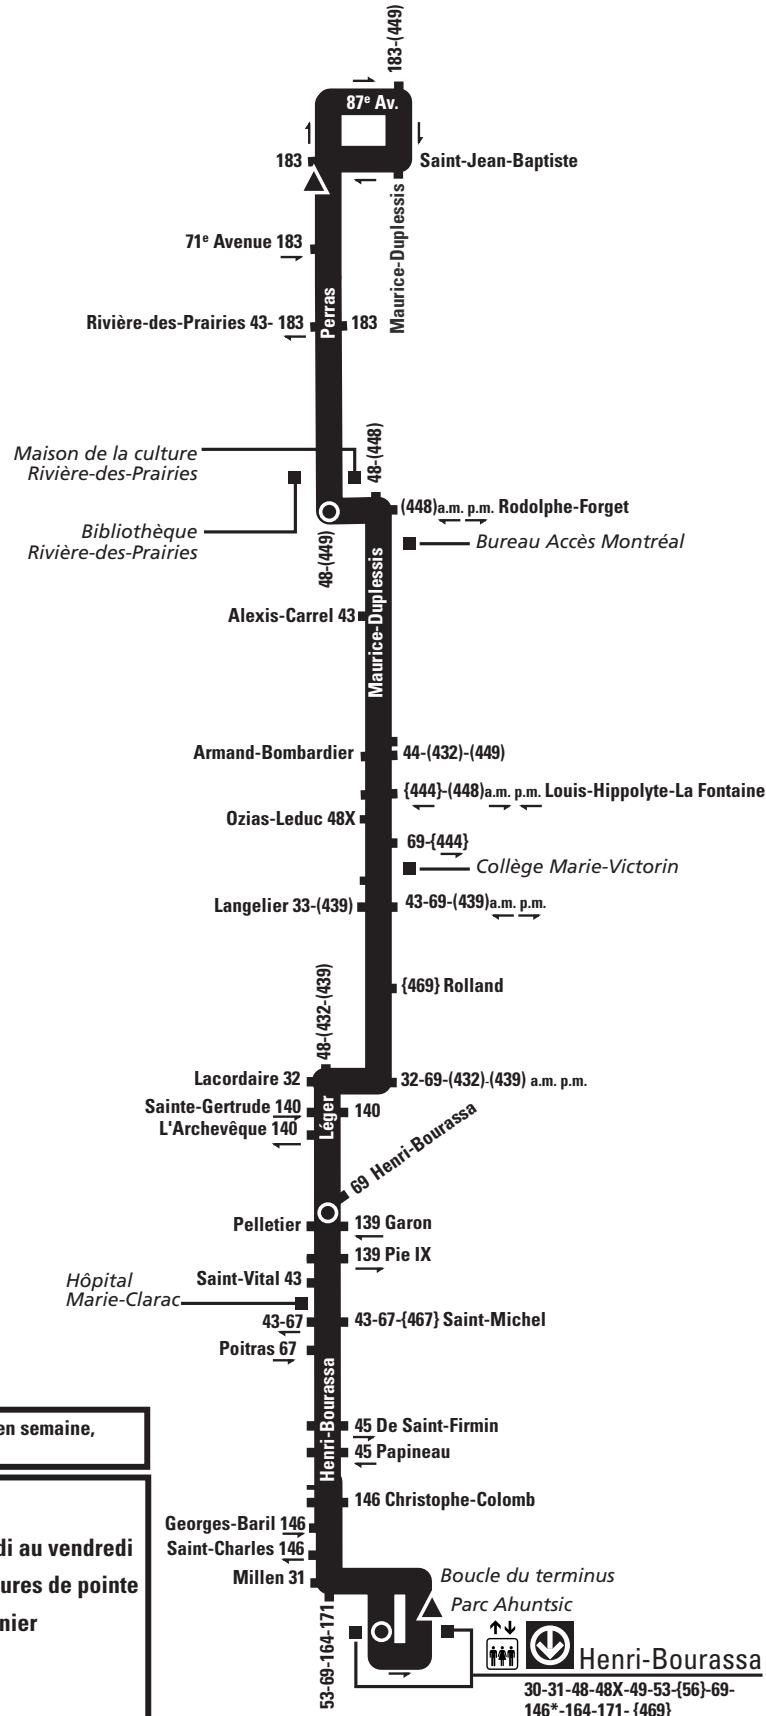 183-(449)
87e Av.
183
Saint-Jean-Baptiste
Maurice-Duplessis
71e Avenue 183
Perras
Rivière-des-Prairies 43- 183
183
Maison de la culture
Rivière-des-Prairies
48-(448)
(448)a.m. p.m. Rodolphe-Forget
Bibliothèque
Rivière-des-Prairies
48-(449)
Bureau Accès Montréal
Maurice-Duplessis
Alexis-Carrel 43
Armand-Bombardier
44-(432)-(449)
{444}-(448)a.m. p.m. Louis-Hippolyte-La Fontaine
Ozias-Leduc 48X
69-{444}
Collège Marie-Victorin
Langelier 33-(439)
43-69-(439)a.m. p.m.
{469} Rolland
48-(432-(439)
Lacordaire 32
32-69-(432)-(439) a.m. p.m.
Sainte-Gertrude 140
140
L'Archevêque 140
Léger
69 Henri-Bourassa
Pelletier
139 Garon
139 Pie IX
Saint-Vital 43
Hôpital
Marie-Clarac
43-67
43-67-{467} Saint-Michel
Poitras 67
Henri-Bourassa
en semaine,
45 De Saint-Firmin
45 Papineau
146 Christophe-Colomb
Georges-Baril 146
Saint-Charles 146
di au vendredi
ures de pointe
nier
Millen 31
53-69-164-171
Boucle du terminus
Parc Ahuntsic
Henri-Bourassa
30-31-48-48X-49-53-{56}-69-
146*-164-171- {469}